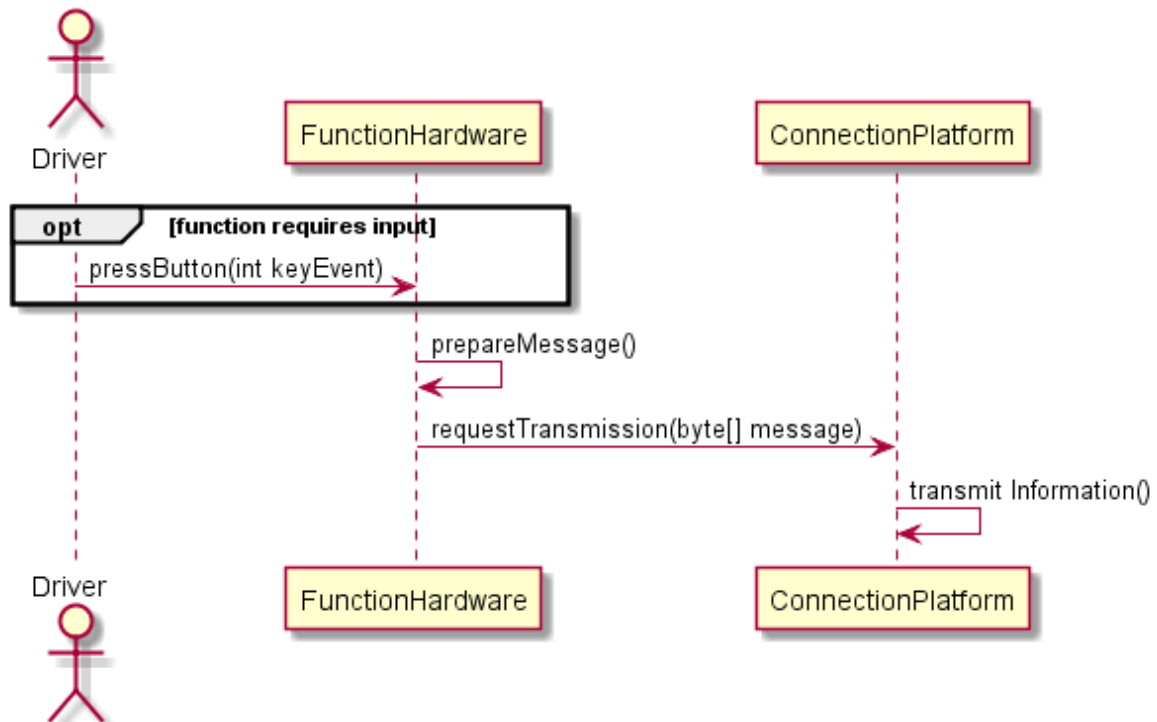 Driver
FunctionHardware
ConnectionPlatform
opt
[function requires input]
pressButton(int keyEvent)
prepareMessage()
requestTransmission(byte[] message)
transmit Information()
Driver
FunctionHardware
ConnectionPlatform